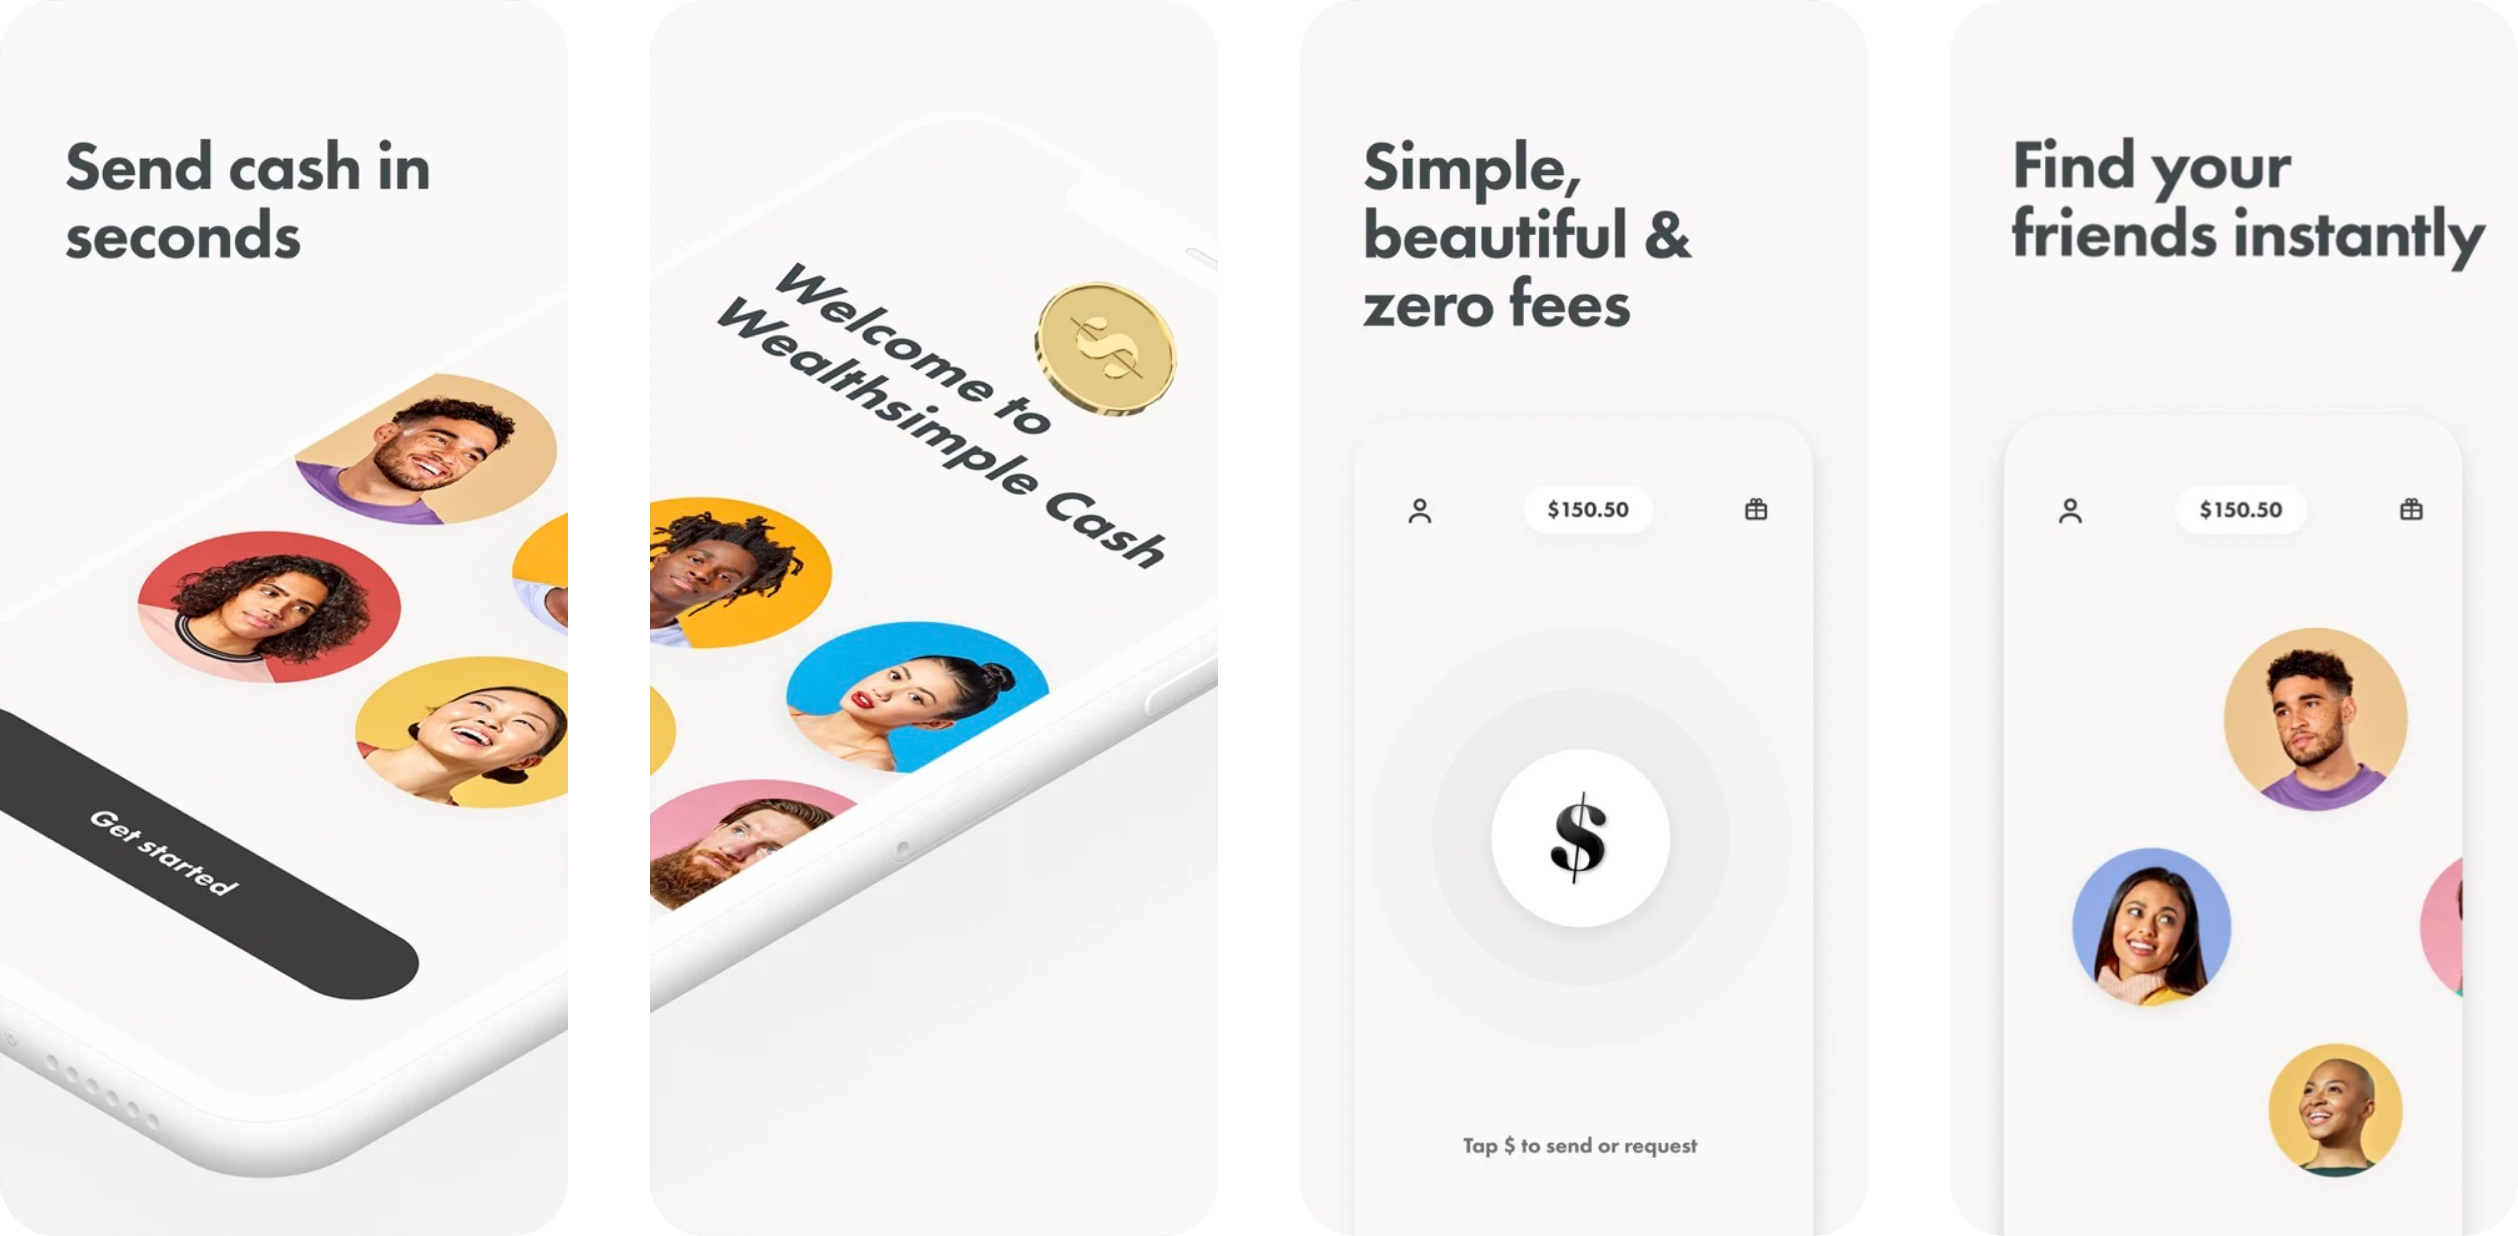 Send cash in
seconds
Get started
Welcome to
Wealthsimple Cash
$
Simple,
beautiful &
zero fees
$150.50
$
Tap $ to send or request
Find your
friends instantly
$150.50